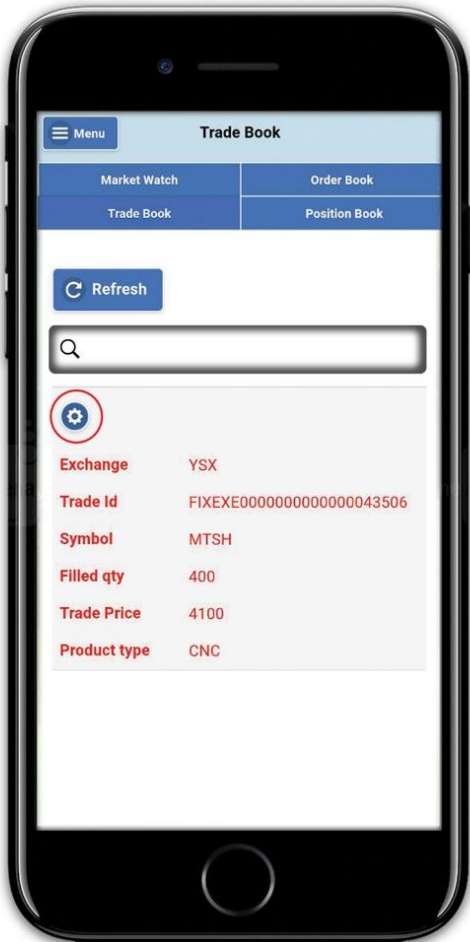 Menu
Trade Book
Market Watch
Order Book
Trade Book
Position Book
Refresh
Exchange YSX
Trade Id FIXEXE0000000000000043506
Symbol MTSH
Filled qty 400
Trade Price 4100
Product type CNC